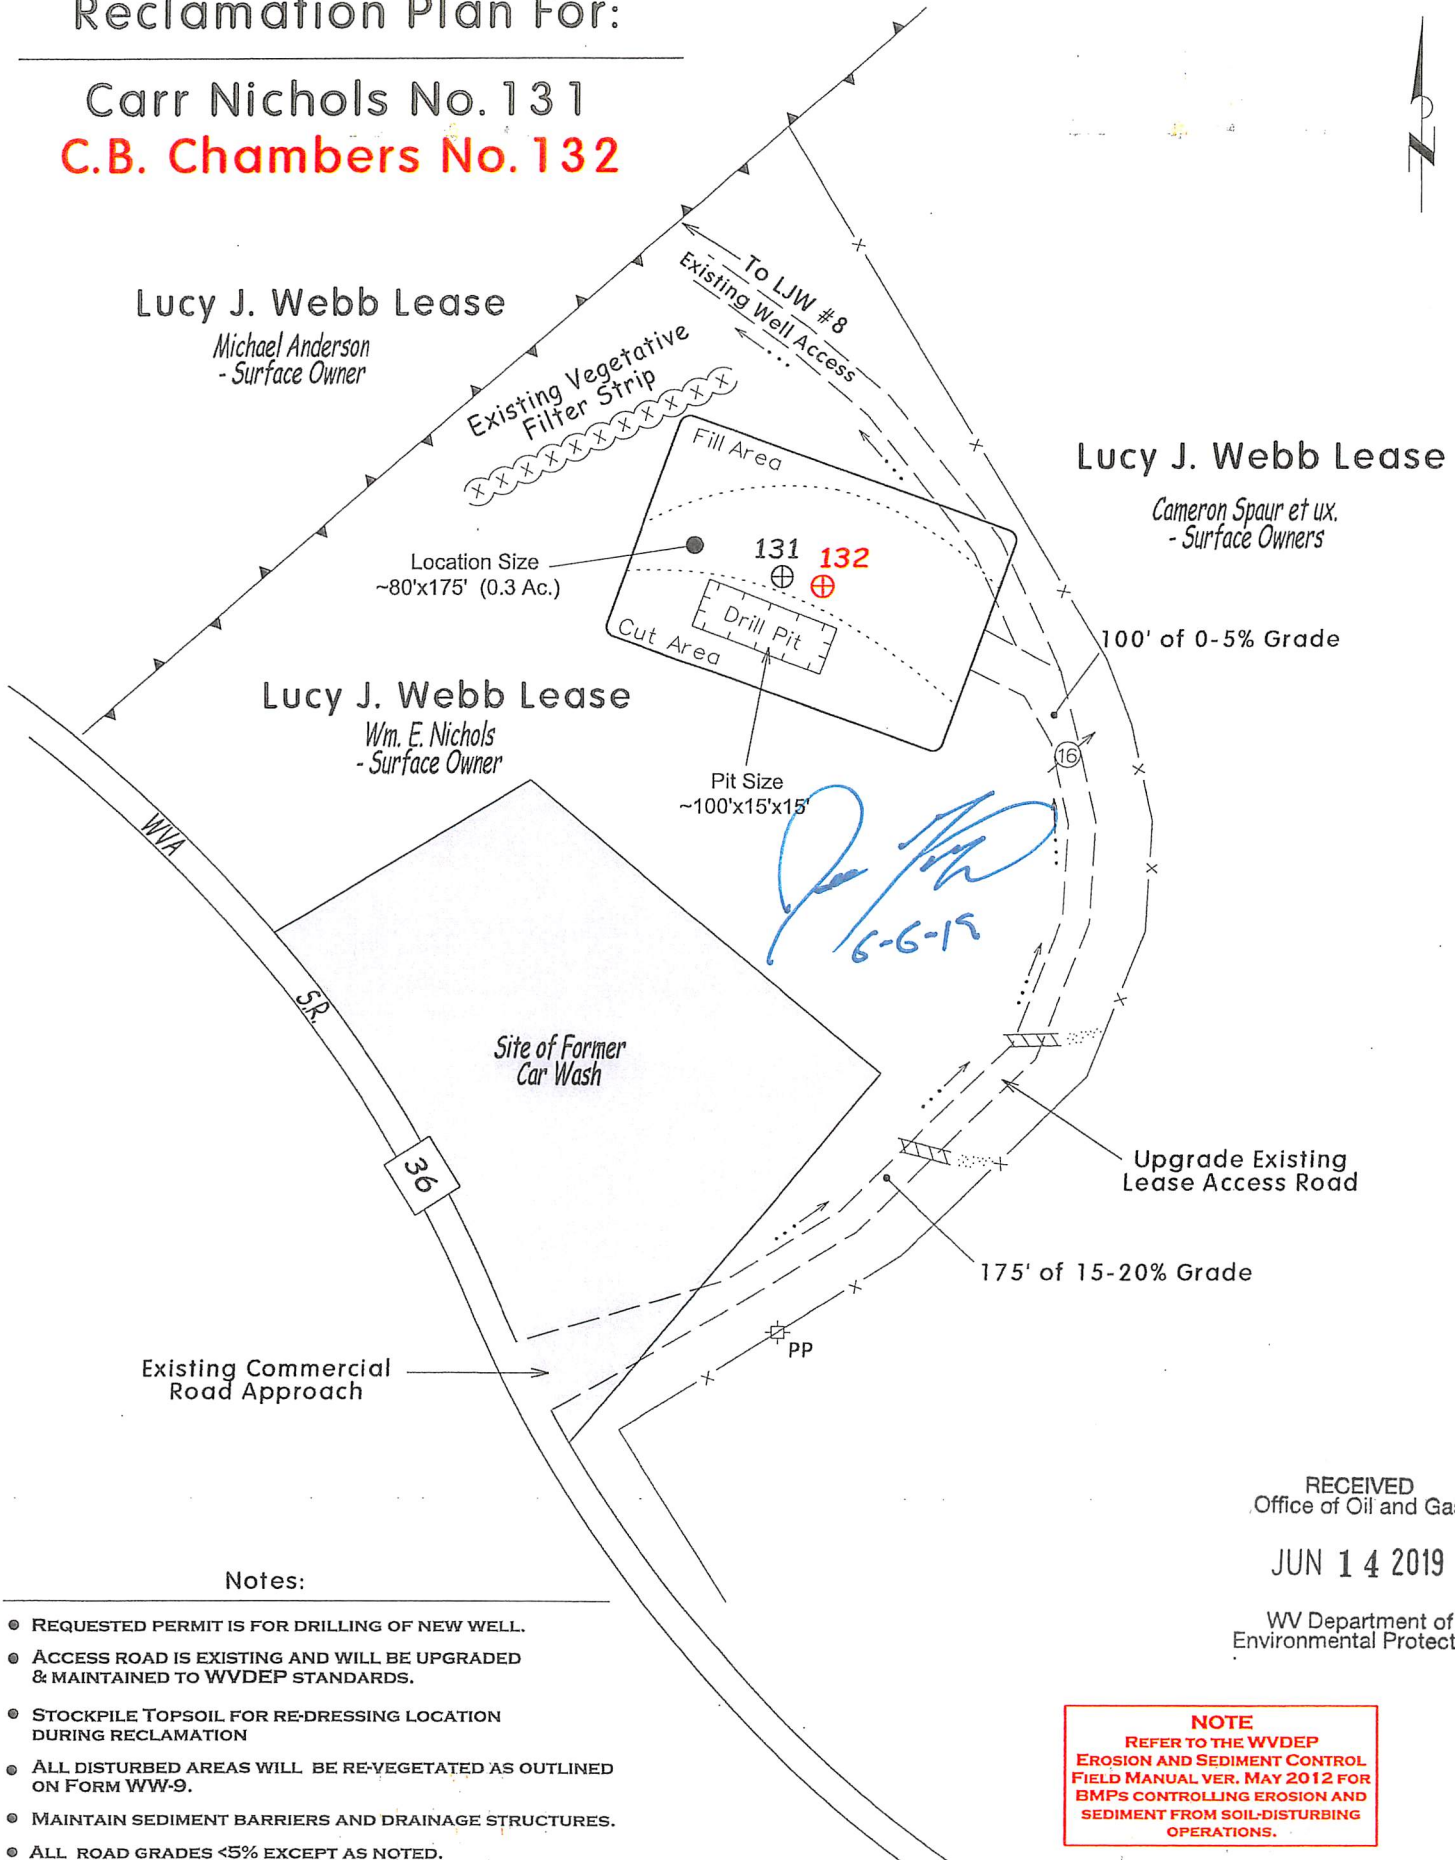 Reclamation Plan For:
Carr Nichols No. 131
C.B. Chambers No. 132
N
Lucy J. Webb Lease
Michael Anderson
- Surface Owner
To LJW #8
Existing Well Access
Existing Vegetative
Filter Strip
Fill Area
Lucy J. Webb Lease
Cameron Spaur et ux.
- Surface Owners
Location Size
~80'x175' (0.3 Ac.)
131
132
Drill Pit
Cut Area
100' of 0-5% Grade
Lucy J. Webb Lease
Wm. E. Nichols
- Surface Owner
16
Pit Size
~100'x15'x15'
6-6-19
WVA
S.R.
36
Site of Former
Car Wash
Upgrade Existing
Lease Access Road
175' of 15-20% Grade
PP
Existing Commercial
Road Approach
RECEIVED
Office of Oil and Ga
JUN 14 2019
WV Department of
Environmental Protect
Notes:
REQUESTED PERMIT IS FOR DRILLING OF NEW WELL.
ACCESS ROAD IS EXISTING AND WILL BE UPGRADED
& MAINTAINED TO WVDEP STANDARDS.
STOCKPILE TOPSOIL FOR RE-DRESSING LOCATION
DURING RECLAMATION
ALL DISTURBED AREAS WILL BE RE-VEGETATED AS OUTLINED
ON FORM WW-9.
MAINTAIN SEDIMENT BARRIERS AND DRAINAGE STRUCTURES.
ALL ROAD GRADES <5% EXCEPT AS NOTED.
NOTE
REFER TO THE WVDEP
EROSION AND SEDIMENT CONTROL
FIELD MANUAL VER. MAY 2012 FOR
BMPS CONTROLLING EROSION AND
SEDIMENT FROM SOIL-DISTURBING
OPERATIONS.